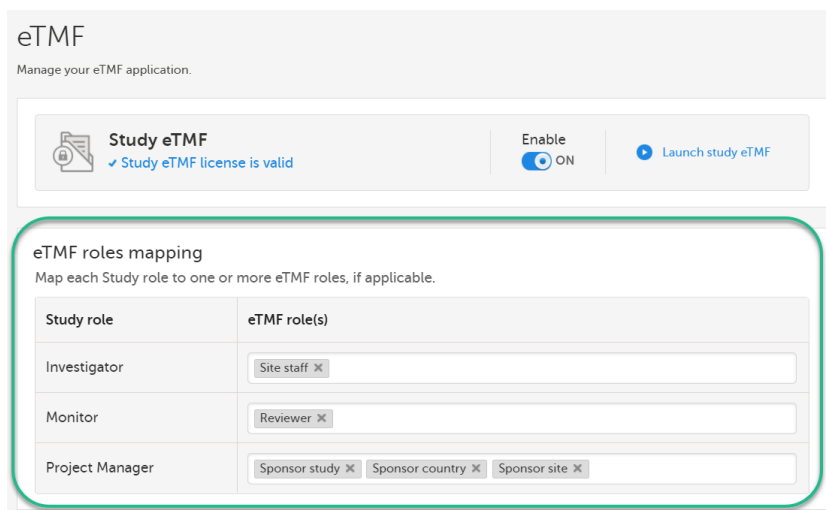 eTMF
Manage your eTMF application.
Study eTMF
✔ Study eTMF license is valid
Enable
ON
Launch study eTMF
eTMF roles mapping
Map each Study role to one or more eTMF roles, if applicable.
Study role eTMF role(s)
Investigator Site staff ✕
Monitor Reviewer ✕
Project Manager Sponsor study ✕ Sponsor country ✕ Sponsor site ✕